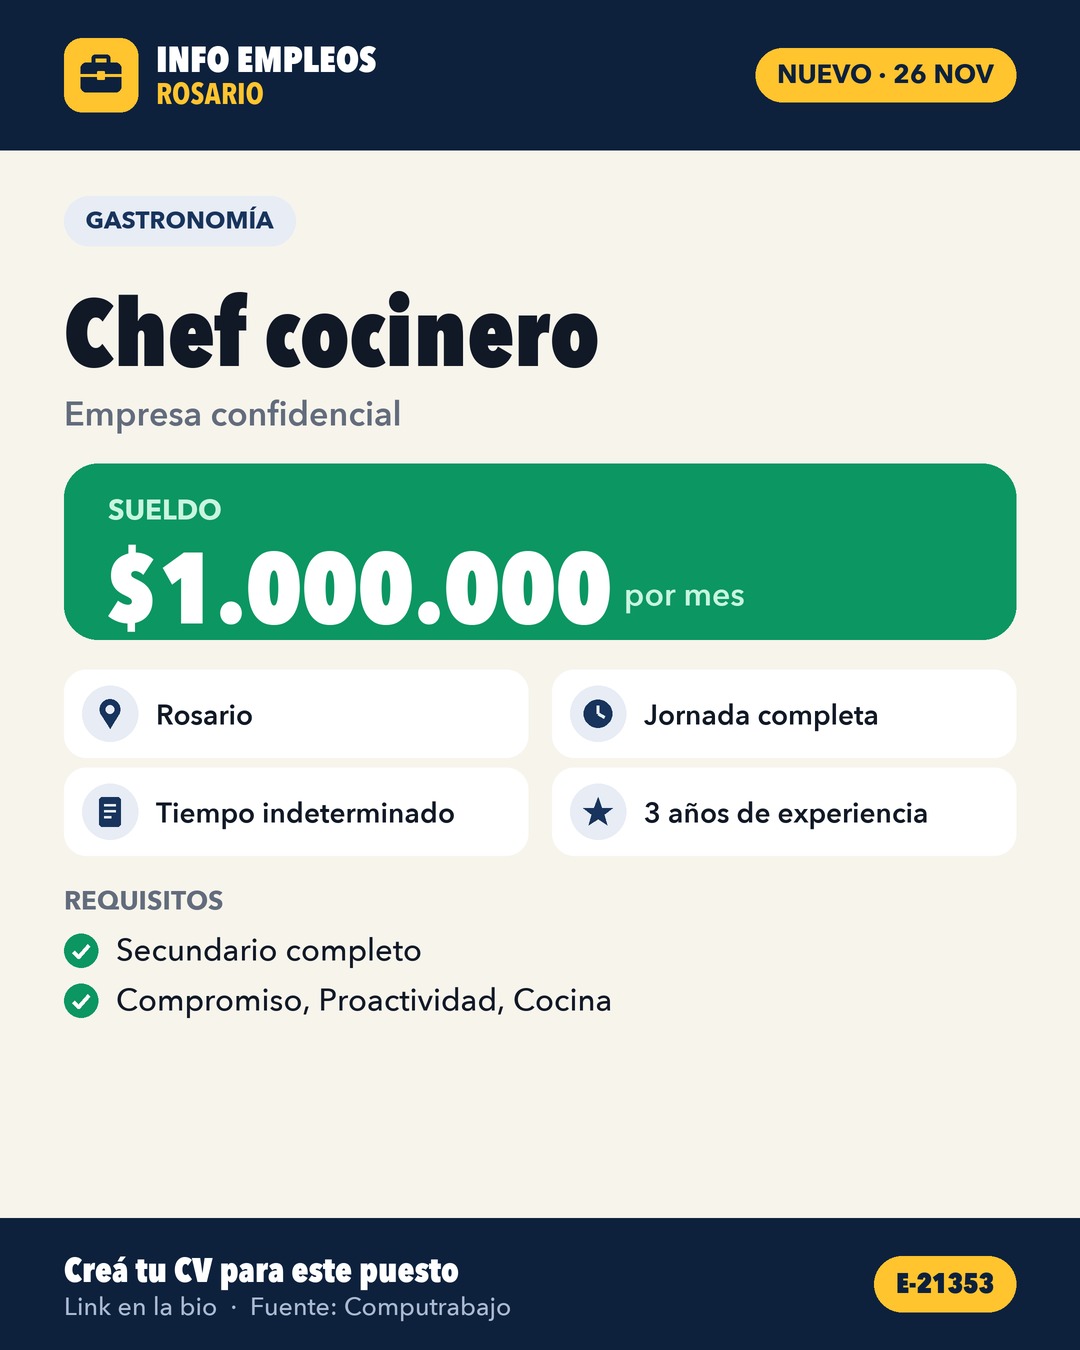 INFO EMPLEOS
ROSARIO
NUEVO · 26 NOV
GASTRONOMÍA
Chef cocinero
Empresa confidencial
SUELDO
$1.000.000 por mes
Rosario
Jornada completa
Tiempo indeterminado
3 años de experiencia
REQUISITOS
Secundario completo
Compromiso, Proactividad, Cocina
Creá tu CV para este puesto
Link en la bio · Fuente: Computrabajo
E-21353